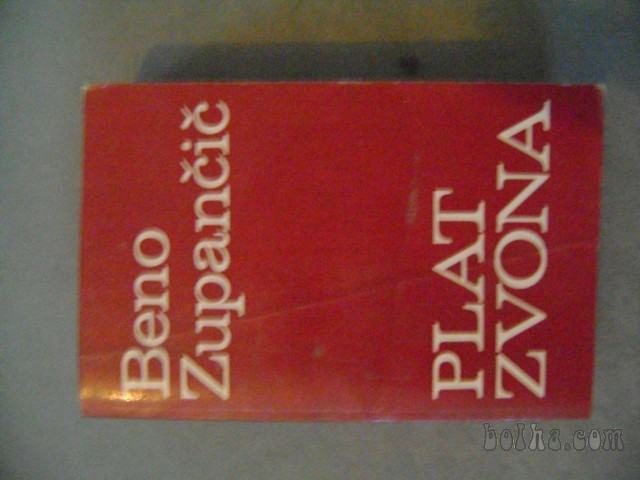 Beno
Zupančič
PLAT
ZVONA
bolha.com